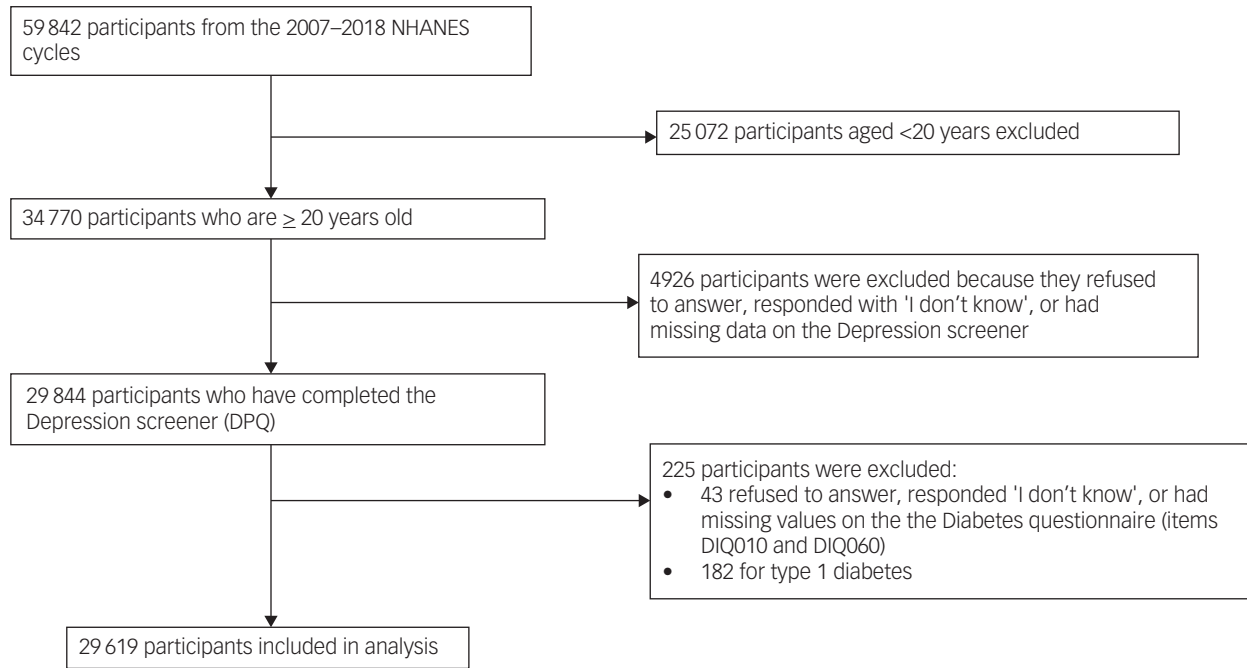 59 842 participants from the 2007–2018 NHANES
cycles
25 072 participants aged <20 years excluded
34 770 participants who are ≥ 20 years old
4926 participants were excluded because they refused
to answer, responded with 'I don’t know', or had
missing data on the Depression screener
29 844 participants who have completed the
Depression screener (DPQ)
225 participants were excluded:
• 43 refused to answer, responded 'I don’t know', or had
missing values on the the Diabetes questionnaire (items
DIQ010 and DIQ060)
• 182 for type 1 diabetes
29 619 participants included in analysis